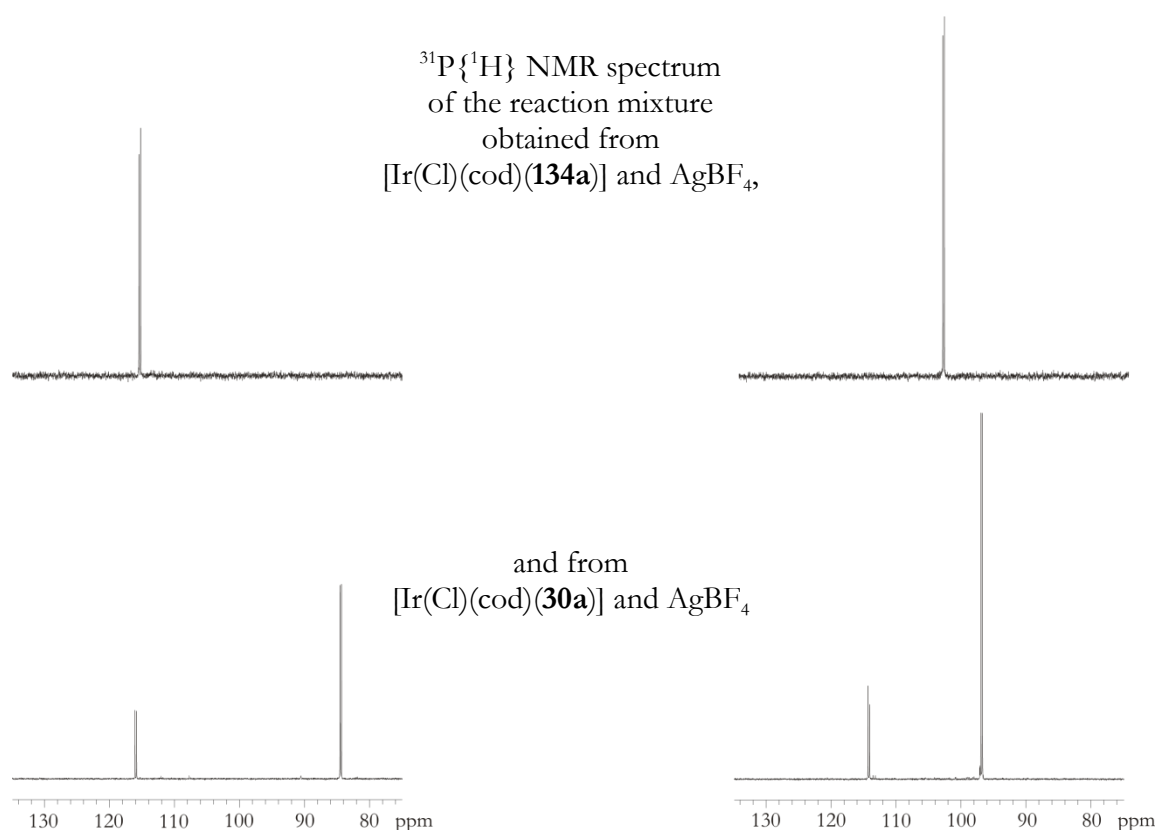 ³¹P{¹H} NMR spectrum
of the reaction mixture
obtained from
[Ir(Cl)(cod)(134a)] and AgBF₄,
and from
[Ir(Cl)(cod)(30a)] and AgBF₄
130 120 110 100 90 80 ppm
130 120 110 100 90 80 ppm